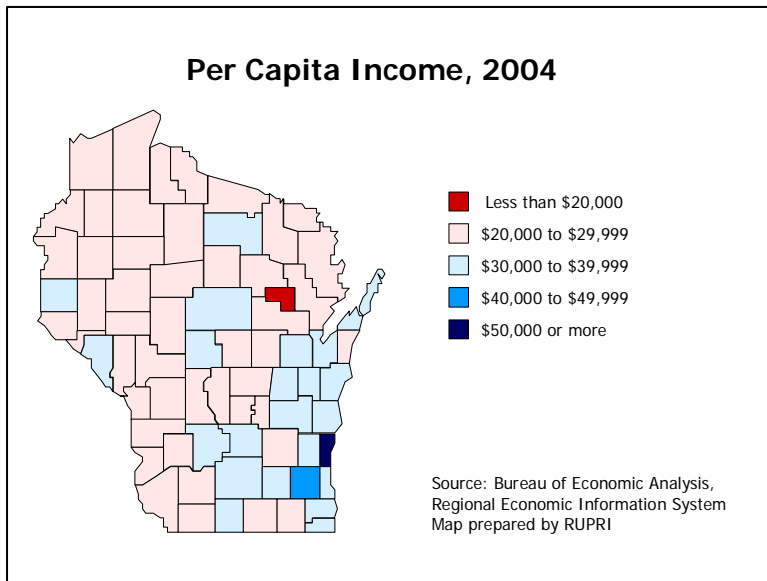 Per Capita Income, 2004
Less than $20,000
$20,000 to $29,999
$30,000 to $39,999
$40,000 to $49,999
$50,000 or more
Source: Bureau of Economic Analysis,
Regional Economic Information System
Map prepared by RUPRI